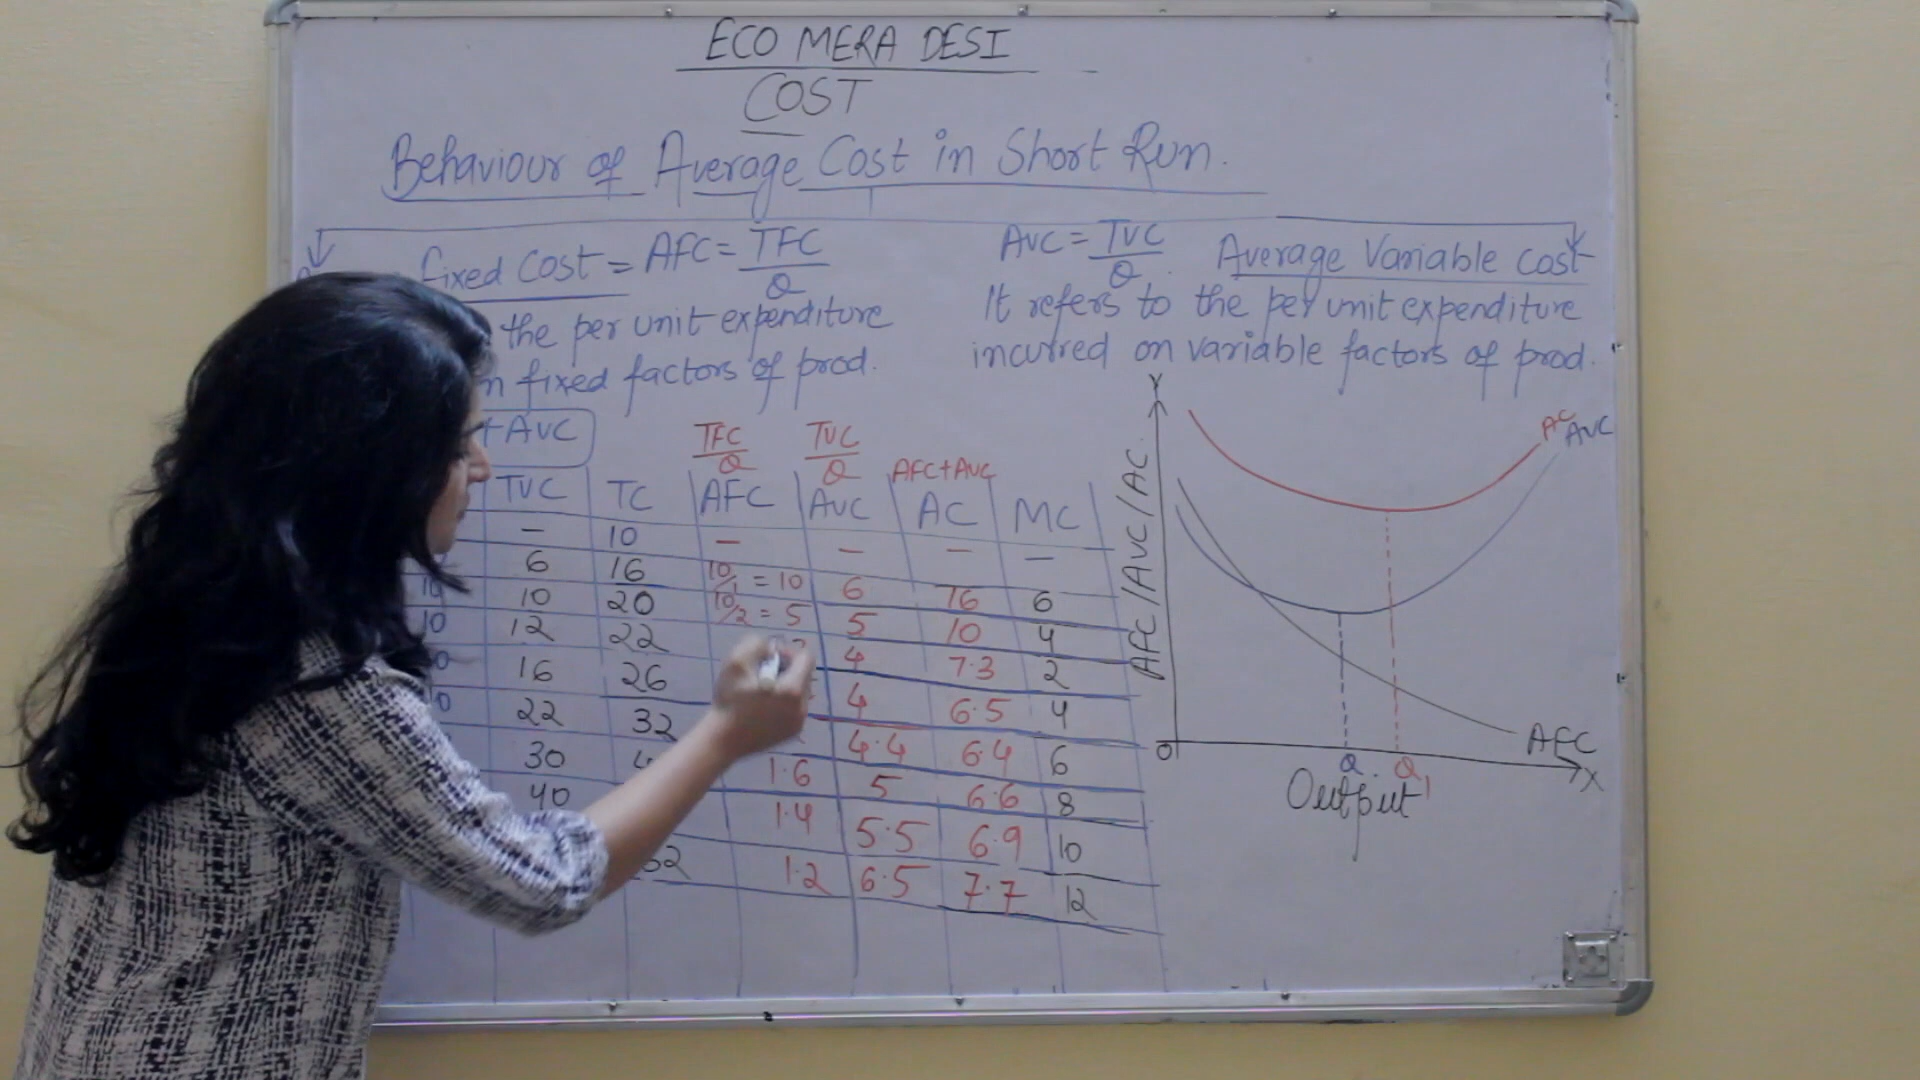 ECO MERA DESI
COST
Behaviour of Average Cost in Short Run.
fixed Cost = AFC = TFC/Q
AVC = TVC/Q. Average Variable cost
the per unit expenditure
n fixed factors of prod.
It refers to the per unit expenditure
incurred on variable factors of prod.
+ AVC
TFC/Q TVC/Q AFC+AVC
TVC TC AFC AVC AC MC
– 10 – – – –
6 16 10/1 = 10 6 16 6
10 10 20 10/2 = 5 5 10 4
10 12 22 4 7.3 2
0 16 26 4 6.5 4
0 22 32 4.4 6.4 6
30 4 1.6 5 6.6 8
40 1.4 5.5 6.9 10
62 1.2 6.5 7.7 12
Y
AFC/AVC/AC.
AC AVC
AFC
O Q. Q1 X
Output